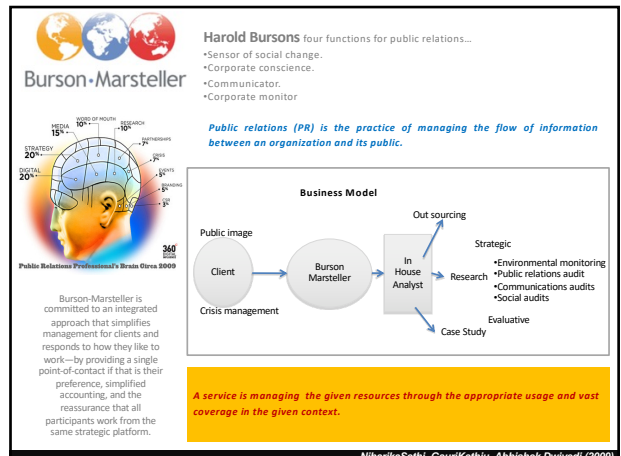 Burson•Marsteller
Harold Bursons four functions for public relations…
•Sensor of social change.
•Corporate conscience.
•Communicator.
•Corporate monitor
Public relations (PR) is the practice of managing the flow of information
between an organization and its public.
WORD OF MOUTH
10%
MEDIA
15%
RESEARCH
10%
PARTNERSHIPS
7%
STRATEGY
20%
CRISIS
7%
DIGITAL
20%
EVENTS
5%
BRANDING
5%
3%
360
Public Relations Professional's Brain Circa 2009
Burson-Marsteller is
committed to an integrated
approach that simplifies
management for clients and
responds to how they like to
work—by providing a single
point-of-contact if that is their
preference, simplified
accounting, and the
reassurance that all
participants work from the
same strategic platform.
Business Model
Public image
Client
Crisis management
Burson
Marsteller
In
House
Analyst
Out sourcing
Strategic
Research
•Environmental monitoring
•Public relations audit
•Communications audits
•Social audits
Evaluative
Case Study
A service is managing the given resources through the appropriate usage and vast
coverage in the given context.
NiharikaSethi, GouriKathju, Abhishek Dwivedi (2009)